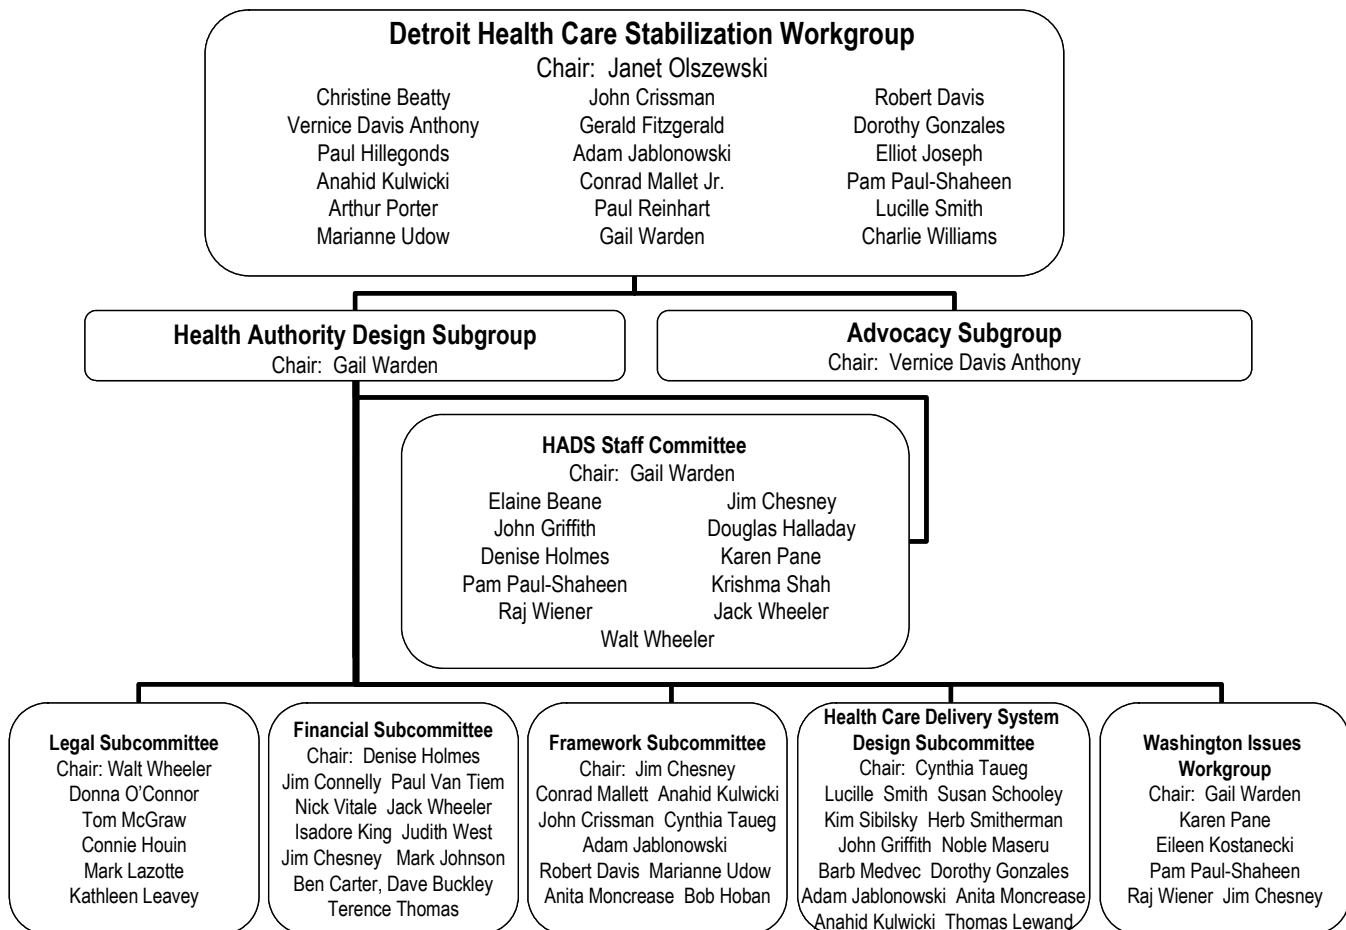 Detroit Health Care Stabilization Workgroup
Chair: Janet Olszewski
Christine Beatty John Crissman Robert Davis
Vernice Davis Anthony Gerald Fitzgerald Dorothy Gonzales
Paul Hillegonds Adam Jablonowski Elliot Joseph
Anahid Kulwicki Conrad Mallet Jr. Pam Paul-Shaheen
Arthur Porter Paul Reinhart Lucille Smith
Marianne Udow Gail Warden Charlie Williams
Health Authority Design Subgroup
Chair: Gail Warden
Advocacy Subgroup
Chair: Vernice Davis Anthony
HADS Staff Committee
Chair: Gail Warden
Elaine Beane Jim Chesney
John Griffith Douglas Halladay
Denise Holmes Karen Pane
Pam Paul-Shaheen Krishma Shah
Raj Wiener Jack Wheeler
Walt Wheeler
Legal Subcommittee
Chair: Walt Wheeler
Donna O'Connor
Tom McGraw
Connie Houin
Mark Lazotte
Kathleen Leavey
Financial Subcommittee
Chair: Denise Holmes
Jim Connelly Paul Van Tiem
Nick Vitale Jack Wheeler
Isadore King Judith West
Jim Chesney Mark Johnson
Ben Carter, Dave Buckley
Terence Thomas
Framework Subcommittee
Chair: Jim Chesney
Conrad Mallett Anahid Kulwicki
John Crissman Cynthia Taueg
Adam Jablonowski
Robert Davis Marianne Udow
Anita Moncrease Bob Hoban
Health Care Delivery System
Design Subcommittee
Chair: Cynthia Taueg
Lucille Smith Susan Schooley
Kim Sibilsky Herb Smitherman
John Griffith Noble Maseru
Barb Medvec Dorothy Gonzales
Adam Jablonowski Anita Moncrease
Anahid Kulwicki Thomas Lewand
Washington Issues
Workgroup
Chair: Gail Warden
Karen Pane
Eileen Kostanecki
Pam Paul-Shaheen
Raj Wiener Jim Chesney